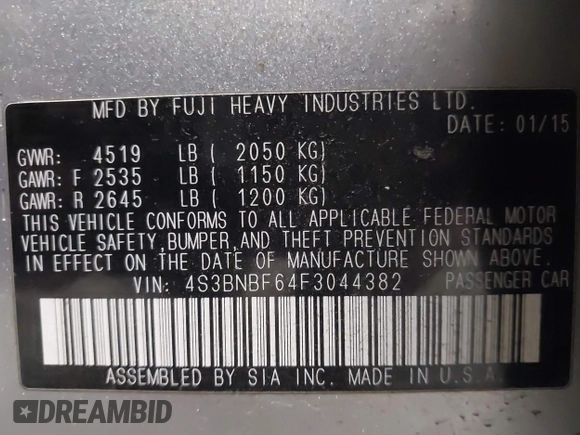 MFD BY FUJI HEAVY INDUSTRIES LTD.
DATE: 01/15
GVWR: 4519 LB ( 2050 KG)
GAWR: F 2535 LB ( 1150 KG)
GAWR: R 2645 LB ( 1200 KG)
THIS VEHICLE CONFORMS TO ALL APPLICABLE FEDERAL MOTOR
VEHICLE SAFETY, BUMPER, AND THEFT PREVENTION STANDARDS
IN EFFECT ON THE DATE OF MANUFACTURE SHOWN ABOVE.
VIN: 4S3BNBF64F3044382 PASSENGER CAR
ASSEMBLED BY SIA INC. MADE IN U.S.A.
DREAMBID